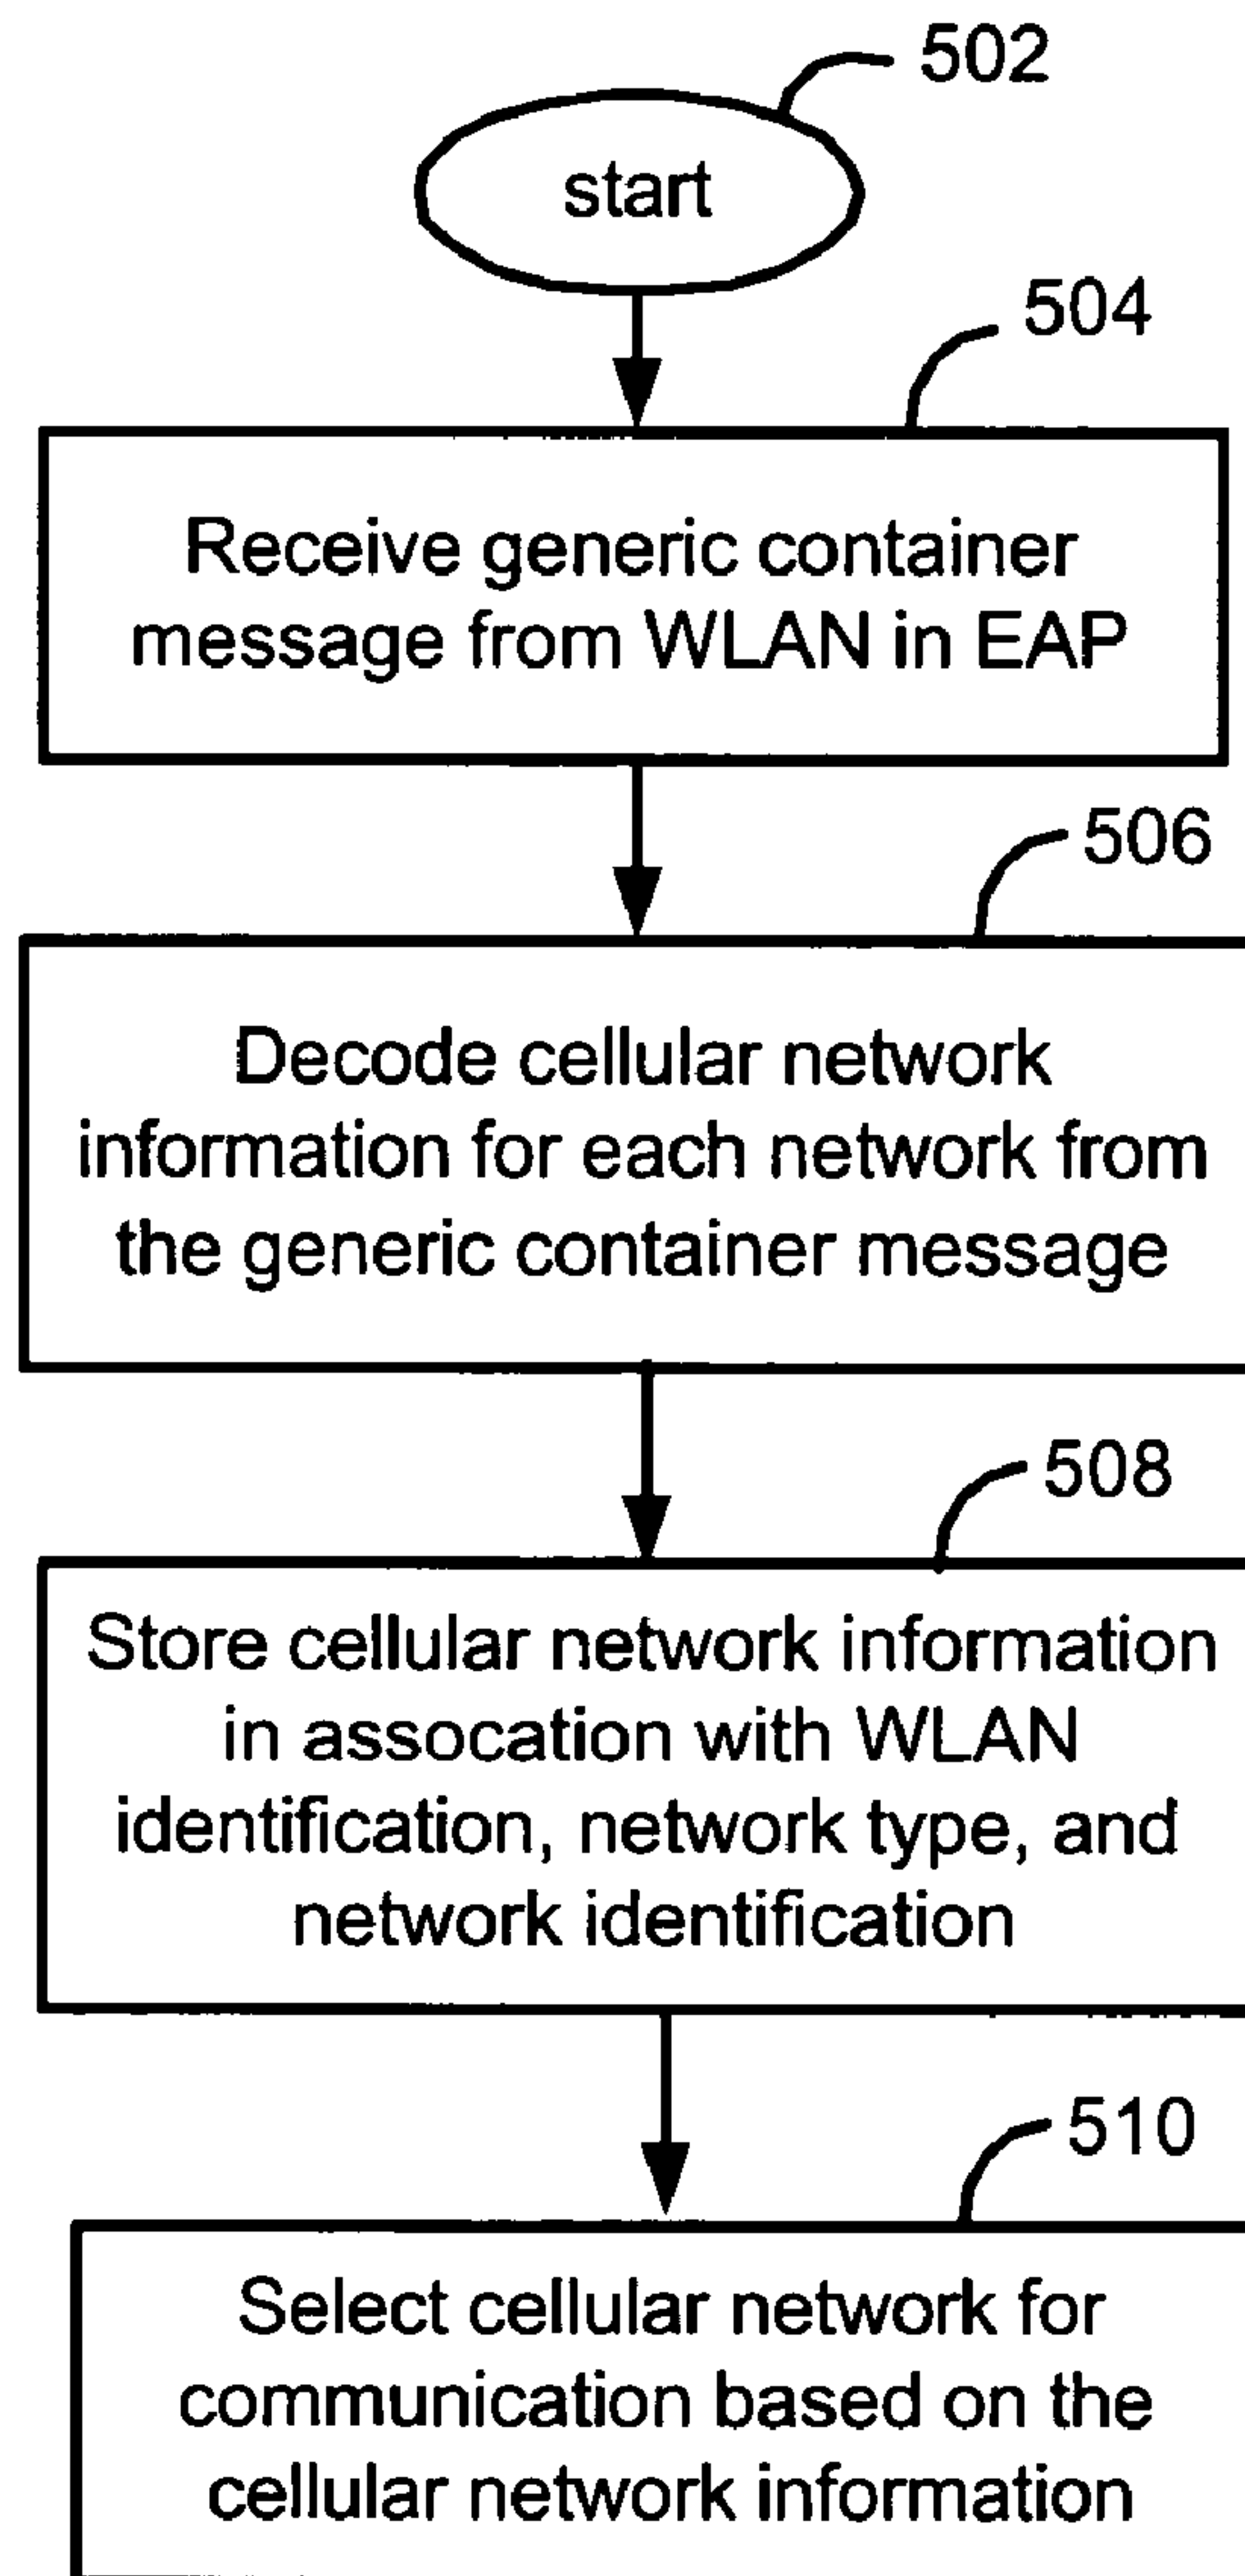 502
start
504
Receive generic container
message from WLAN in EAP
506
Decode cellular network
information for each network from
the generic container message
508
Store cellular network information
in assocation with WLAN
identification, network type, and
network identification
510
Select cellular network for
communication based on the
cellular network information